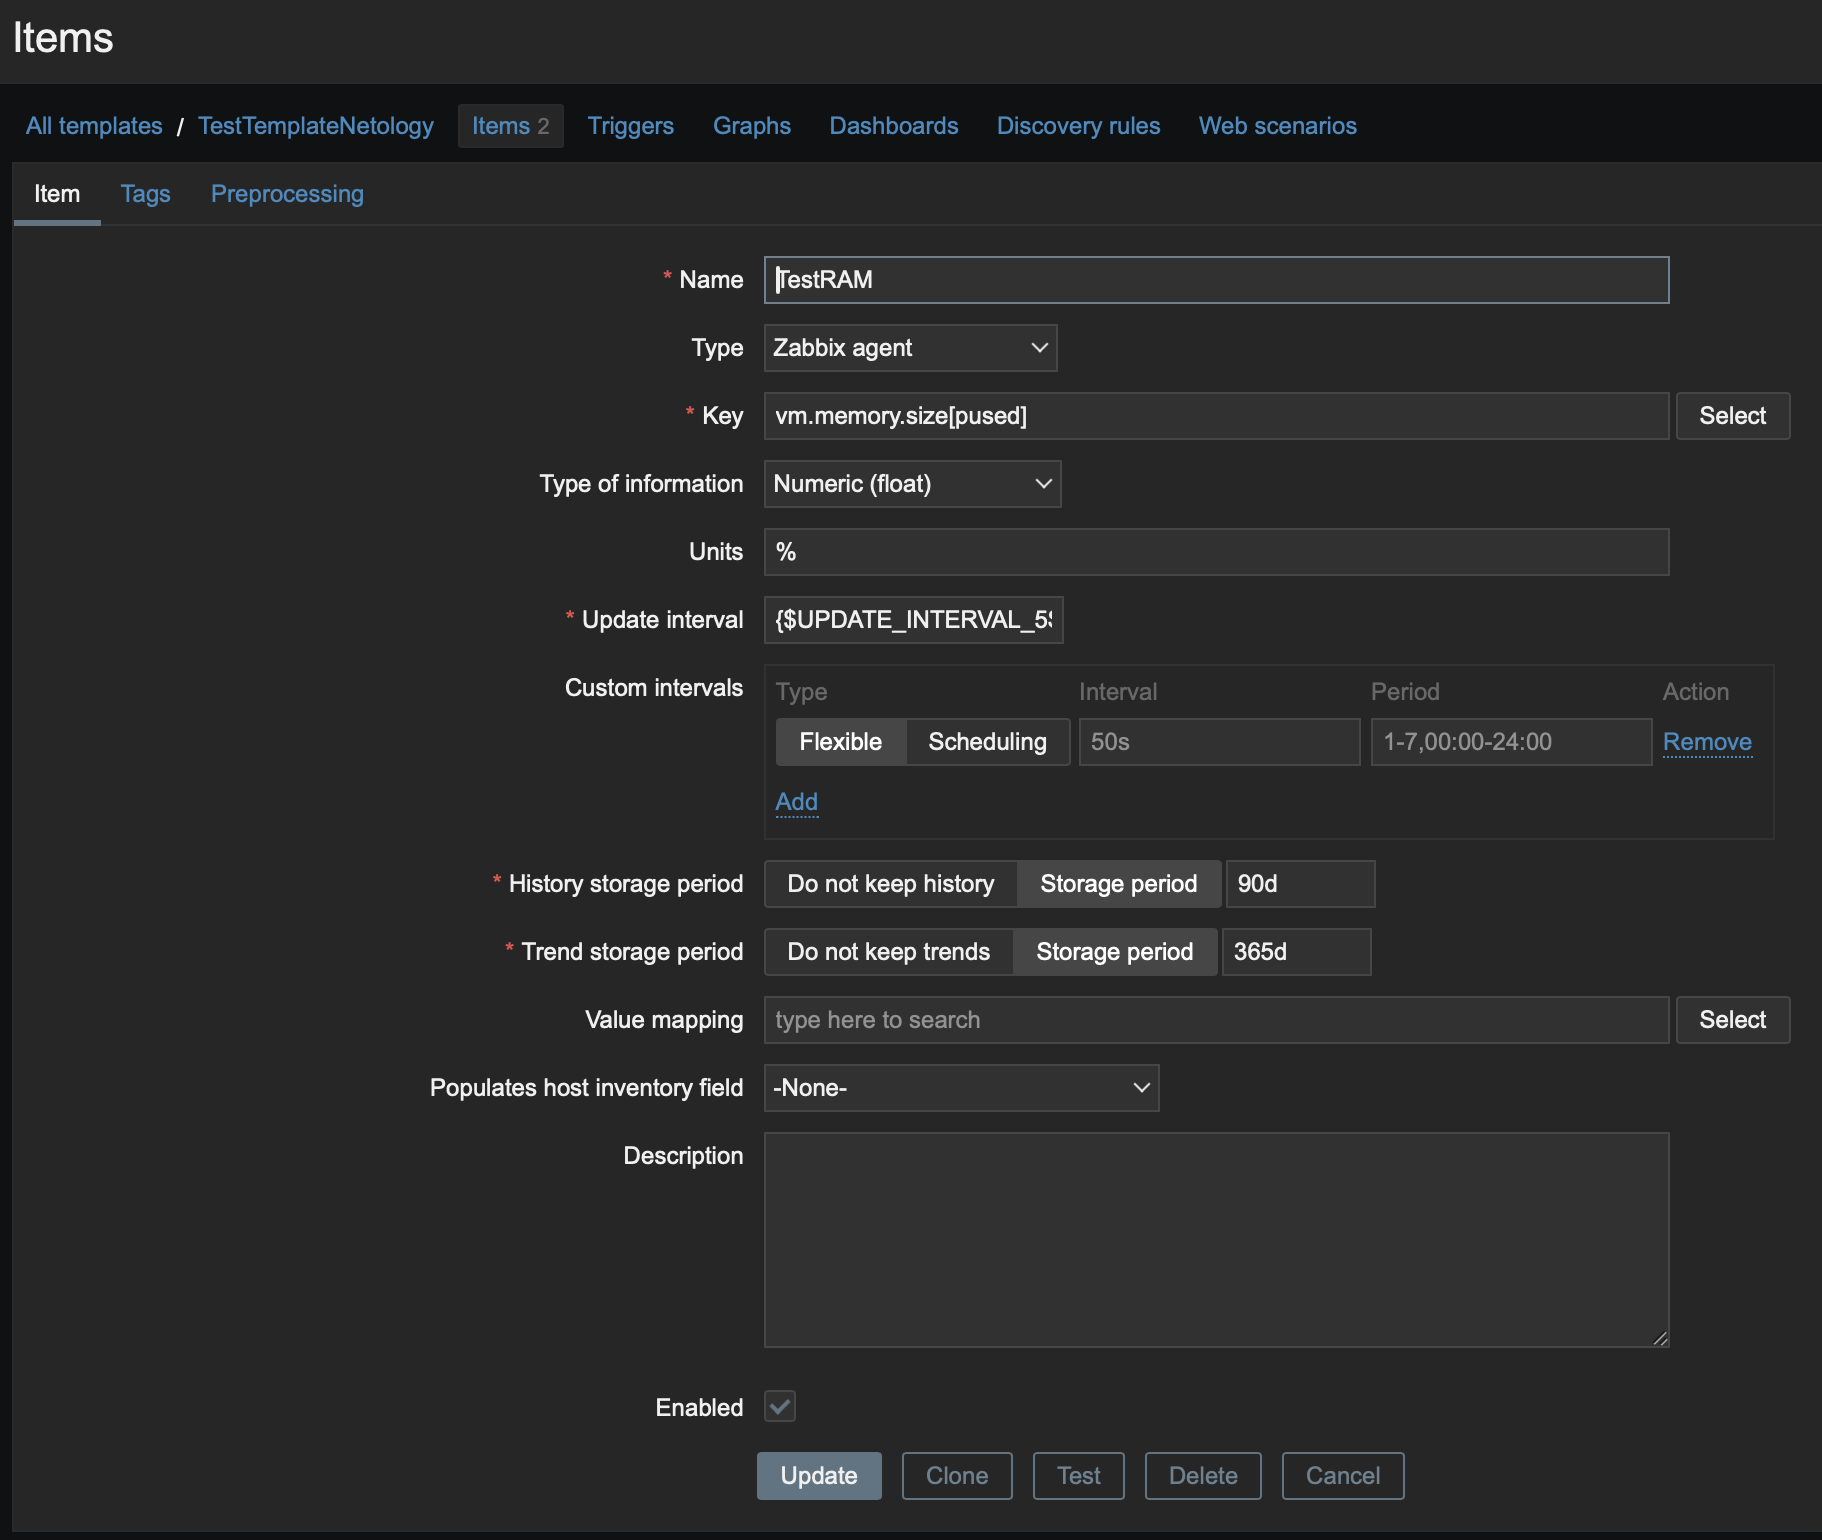 Items
All templates / TestTemplateNetology Items 2 Triggers Graphs Dashboards Discovery rules Web scenarios
Item Tags Preprocessing
* Name TestRAM
Type Zabbix agent
* Key vm.memory.size[pused] Select
Type of information Numeric (float)
Units %
* Update interval {$UPDATE_INTERVAL_5
Custom intervals Type Interval Period Action
Flexible Scheduling 50s 1-7,00:00-24:00 Remove
Add
* History storage period Do not keep history Storage period 90d
* Trend storage period Do not keep trends Storage period 365d
Value mapping type here to search Select
Populates host inventory field -None-
Description
Enabled
Update Clone Test Delete Cancel